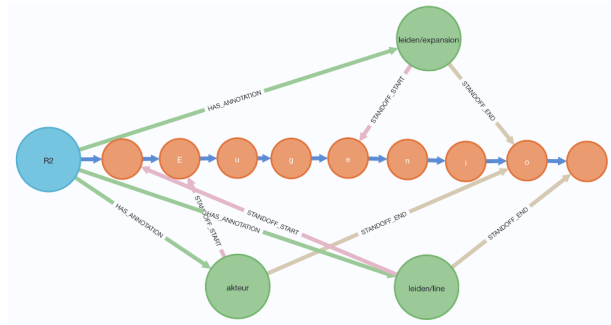 leiden/expansion
HAS_ANNOTATION
STANDOFF_START
STANDOFF_END
R2
E
u
g
e
n
i
o
HAS_ANNOTATION
HAS_ANNOTATION
STANDOFF_START
STANDOFF_START
STANDOFF_END
STANDOFF_END
akteur
leiden/line